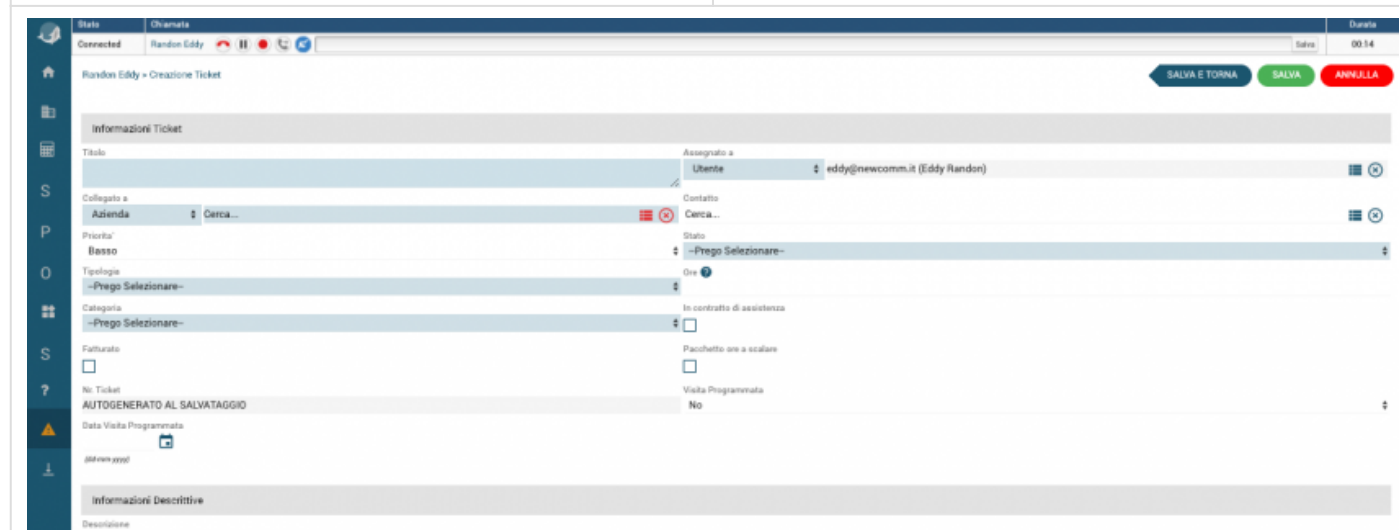 Stato Chiamata Durata
Connected Randon Eddy Salva 00:14
Randon Eddy » Creazione Ticket SALVA E TORNA SALVA ANNULLA
Informazioni Ticket
Titolo Assegnato a
Utente eddy@newcomm.it (Eddy Randon)
Collegato a Contatto
Azienda Cerca... Cerca...
Priorita' Stato
Basso --Prego Selezionare--
Tipologia Ore ?
--Prego Selezionare--
Categoria In contratto di assistenza
--Prego Selezionare--
Fatturato Pacchetto ore a scalare
Nr. Ticket Visita Programmata
AUTOGENERATO AL SALVATAGGIO No
Data Visita Programmata
Informazioni Descrittive
Descrizione
S
P
O
S
?